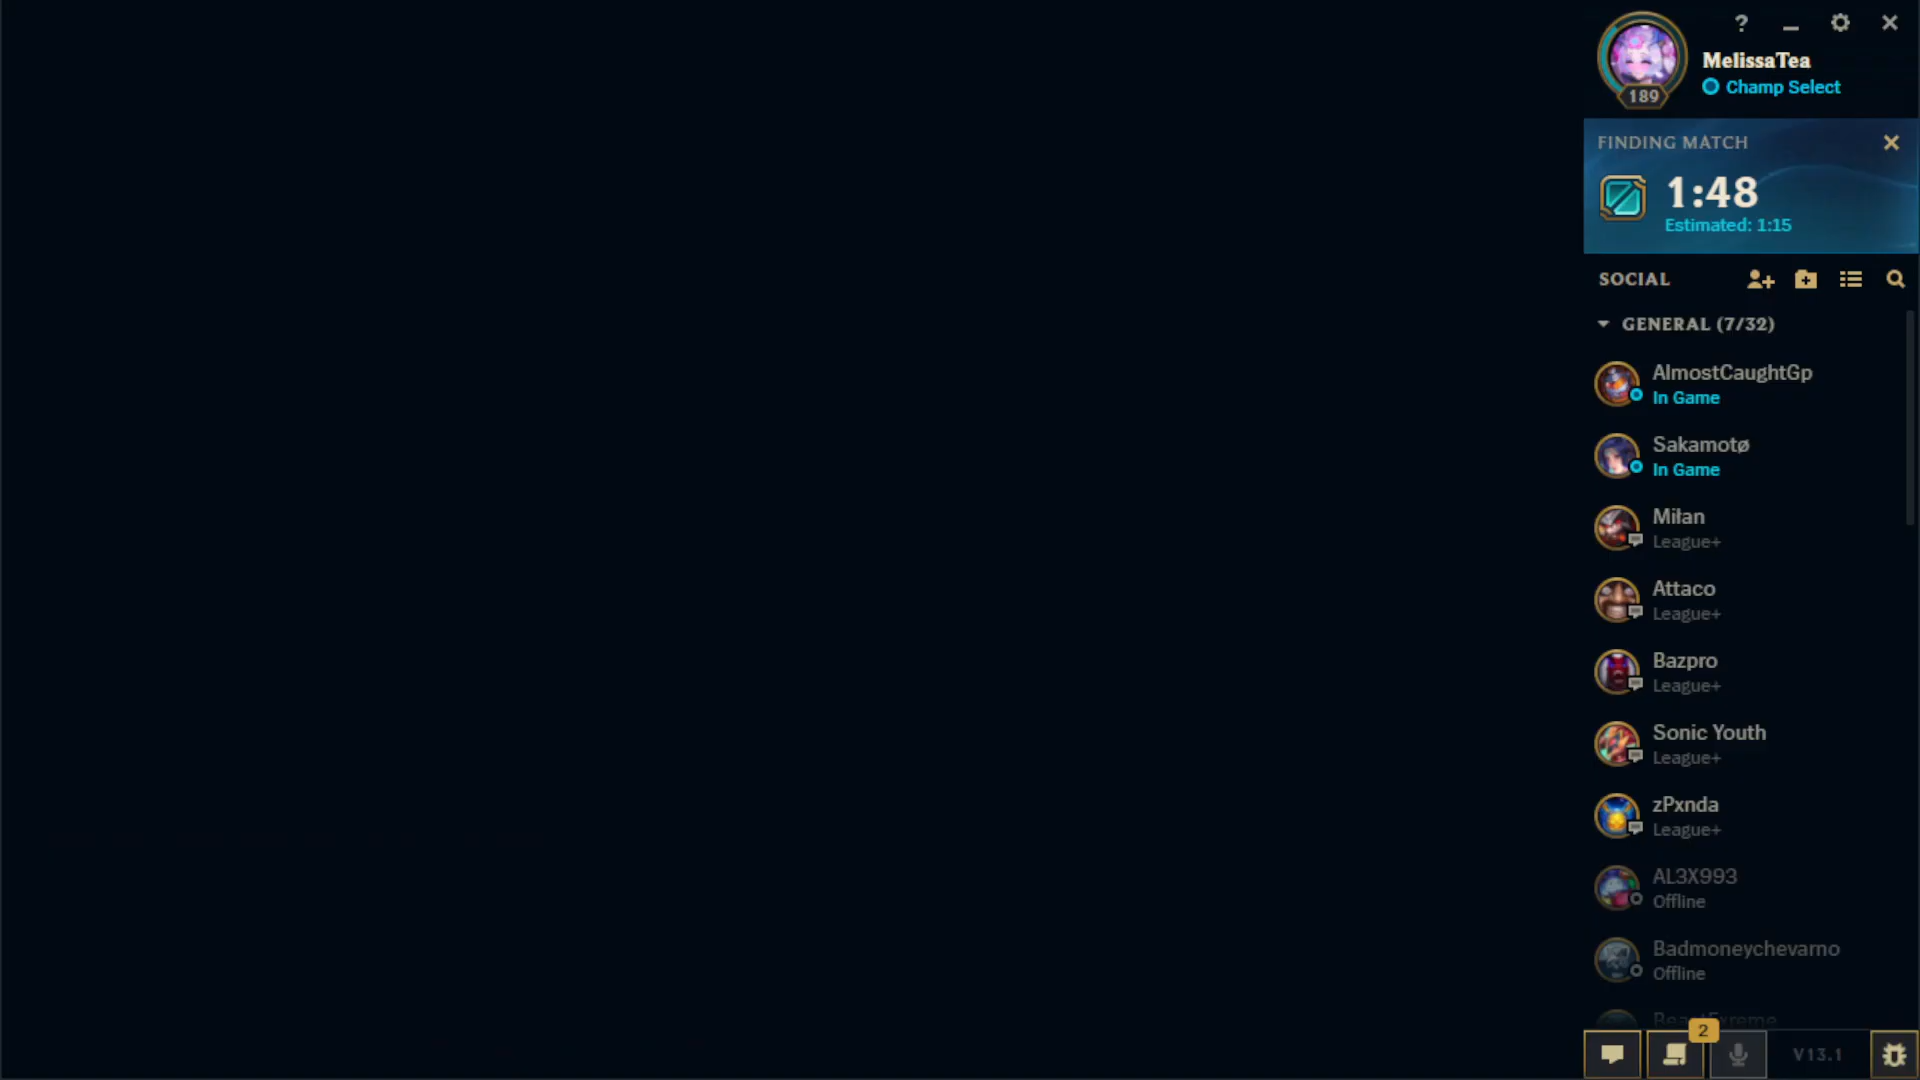 ?
MelissaTea
Champ Select
189
FINDING MATCH
1:48
Estimated: 1:15
SOCIAL
GENERAL (7/32)
AlmostCaughtGp
In Game
Sakamotø
In Game
Miłan
League+
Attaco
League+
Bazpro
League+
Sonic Youth
League+
zPxnda
League+
AL3X993
Offline
Badmoneychevarno
Offline
2
V13.1